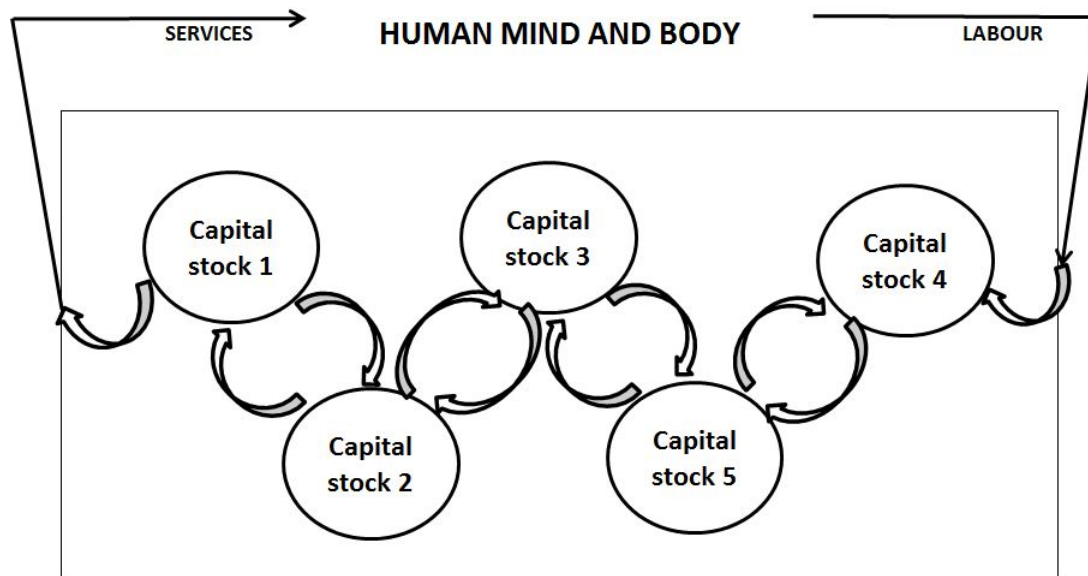 SERVICES
HUMAN MIND AND BODY
LABOUR
Capital
stock 1
Capital
stock 3
Capital
stock 4
Capital
stock 2
Capital
stock 5